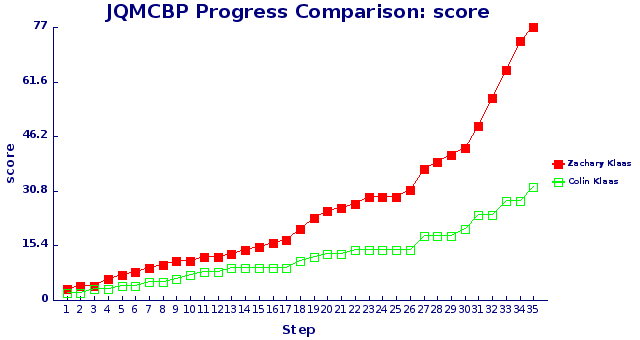 JQMCBP Progress Comparison: score
77
61.6
46.2
30.8
15.4
0
score
1 2 3 4 5 6 7 8 9 10 11 12 13 14 15 16 17 18 19 20 21 22 23 24 25 26 27 28 29 30 31 32 33 34 35
Step
Zachary Klaas
Colin Klaas